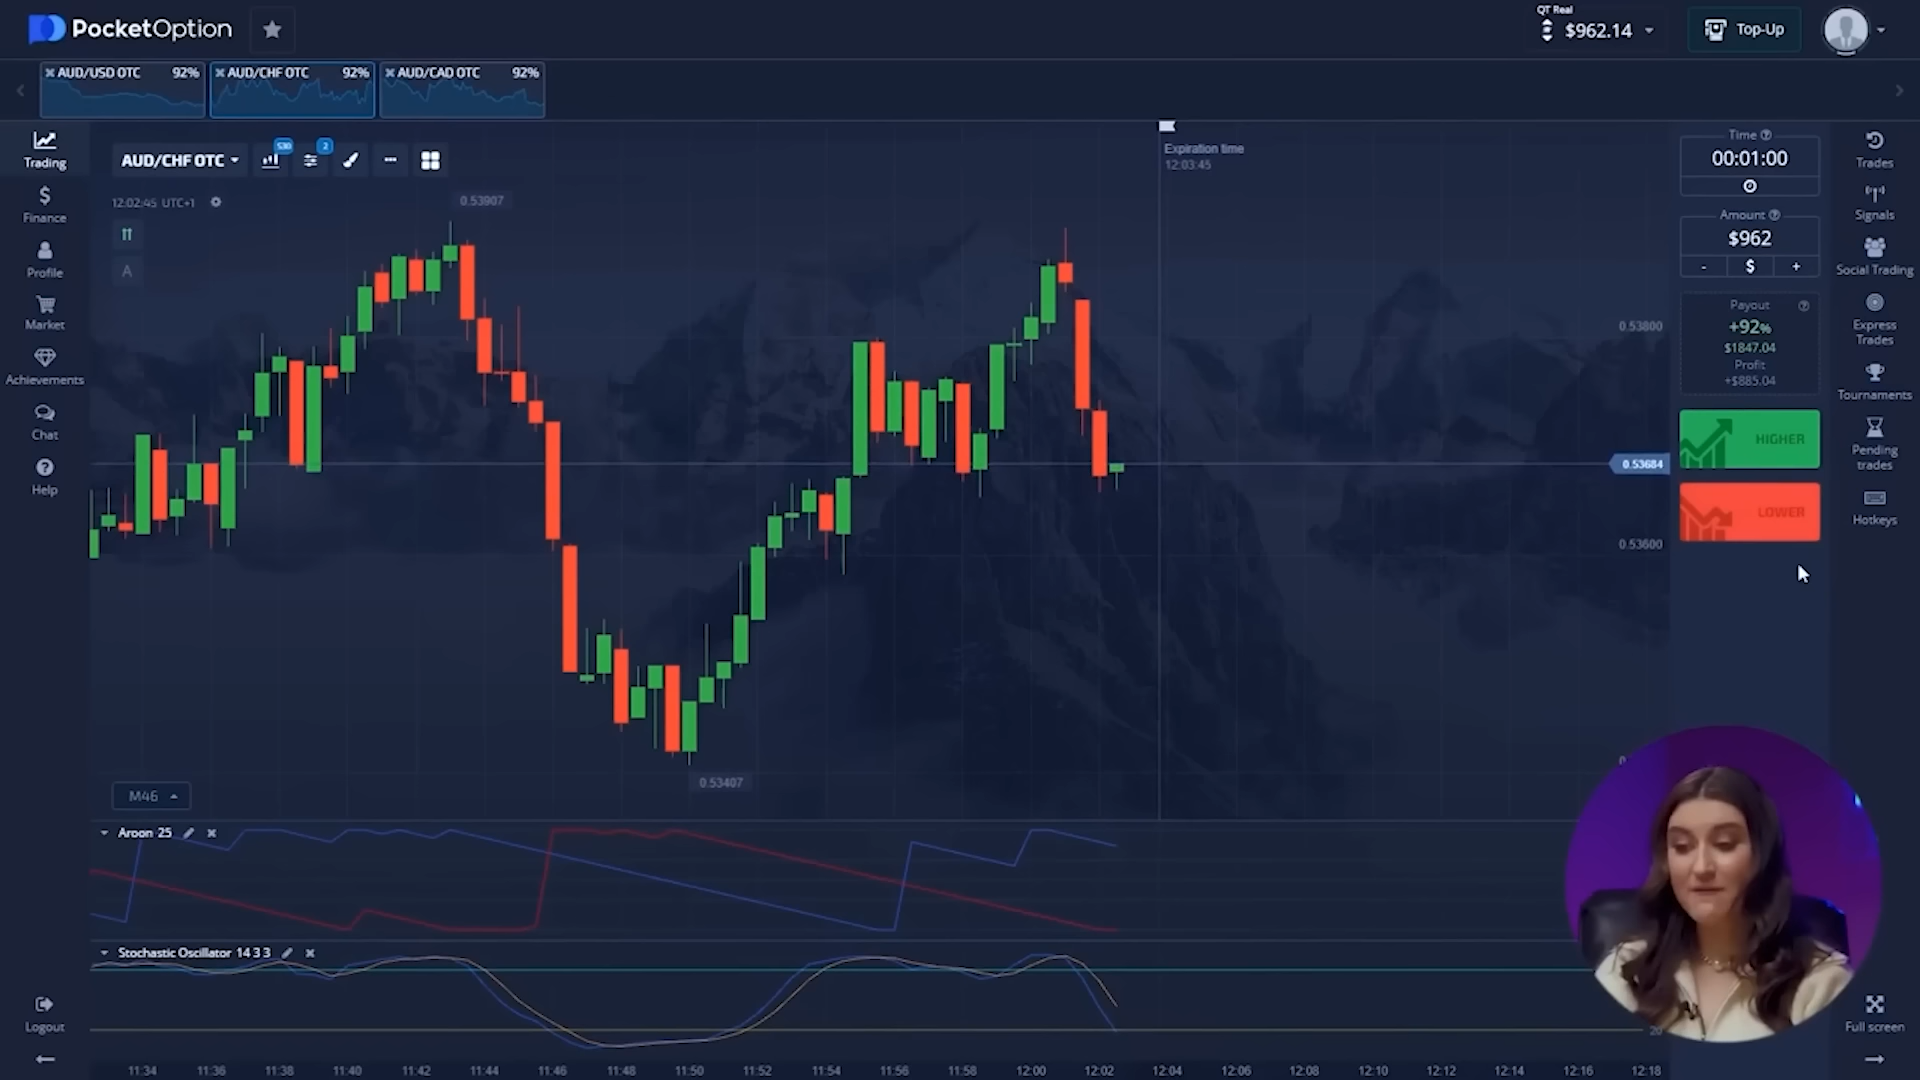 PocketOption
QT Real
$962.14
Top-Up
AUD/USD OTC 92%
AUD/CHF OTC 92%
AUD/CAD OTC 92%
Trading
Finance
Profile
Market
Achievements
Chat
Help
Logout
AUD/CHF OTC
S30
2
12:02:45 UTC+1
A
0.53907
Expiration time
12:03:45
0.53800
0.53684
0.53600
0.53407
M46
Aroon 25
Stochastic Oscillator 14 3 3
20
11:34 11:36 11:38 11:40 11:42 11:44 11:46 11:48 11:50 11:52 11:54 11:56 11:58 12:00 12:02 12:04 12:06 12:08 12:10 12:12 12:14 12:16 12:18
Time
00:01:00
Amount
$962
- $ +
Payout
+92%
$1847.04
Profit
+$885.04
HIGHER
LOWER
Trades
Signals
Social Trading
Express
Trades
Tournaments
Pending
trades
Hotkeys
Full screen